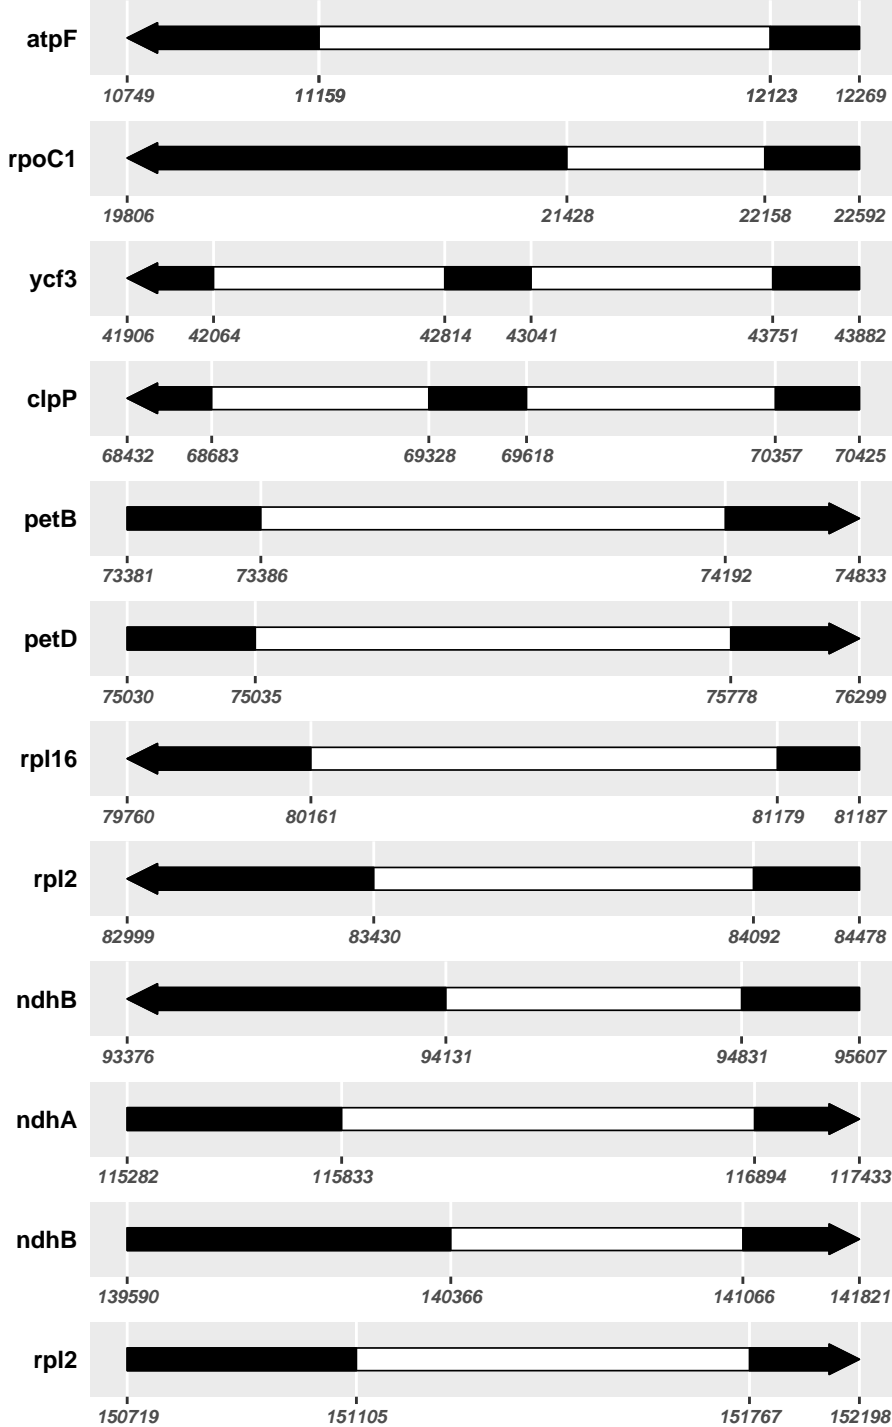 atpF
10749 11159 12123 12269
rpoC1
19806 21428 22158 22592
ycf3
41906 42064 42814 43041 43751 43882
clpP
68432 68683 69328 69618 70357 70425
petB
73381 73386 74192 74833
petD
75030 75035 75778 76299
rpl16
79760 80161 81179 81187
rpl2
82999 83430 84092 84478
ndhB
93376 94131 94831 95607
ndhA
115282 115833 116894 117433
ndhB
139590 140366 141066 141821
rpl2
150719 151105 151767 152198